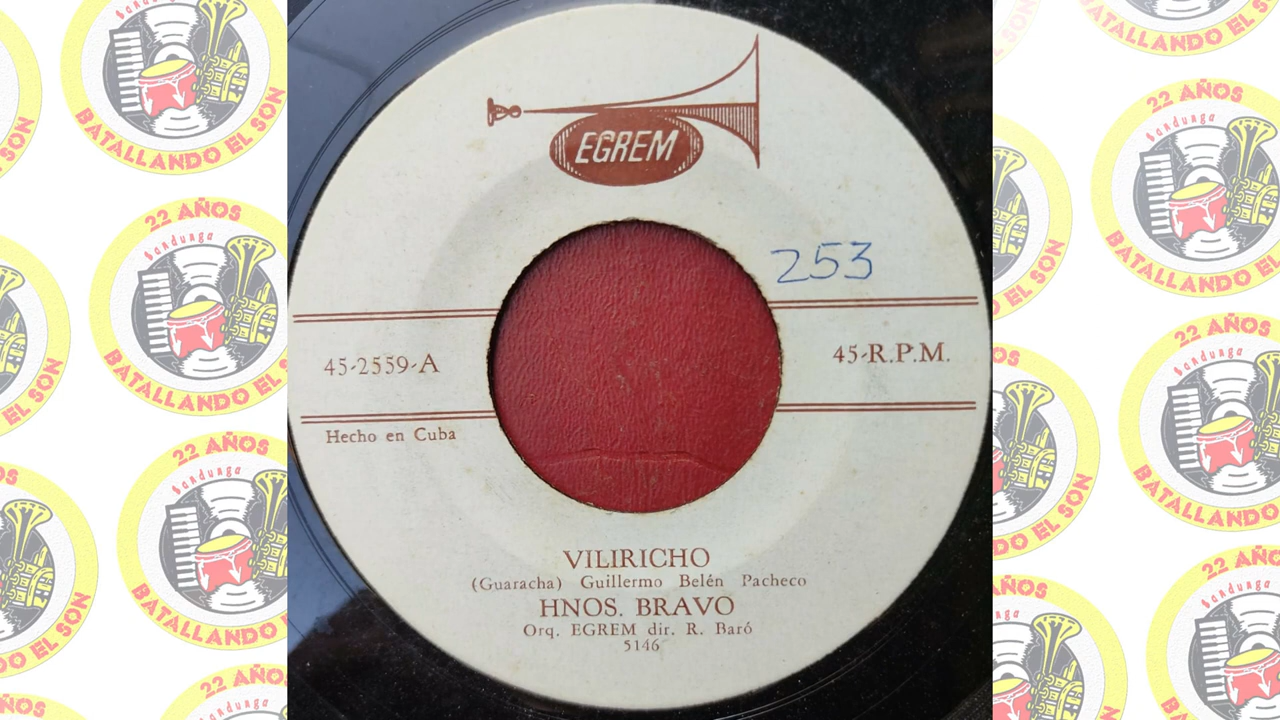 EGREM
253
45-2559-A
45-R.P.M.
Hecho en Cuba
VILIRICHO
(Guaracha) Guillermo Belén Pacheco
HNOS. BRAVO
Orq. EGREM dir. R. Baró
5146
22 AÑOS
Sandunga
BATALLANDO EL SON